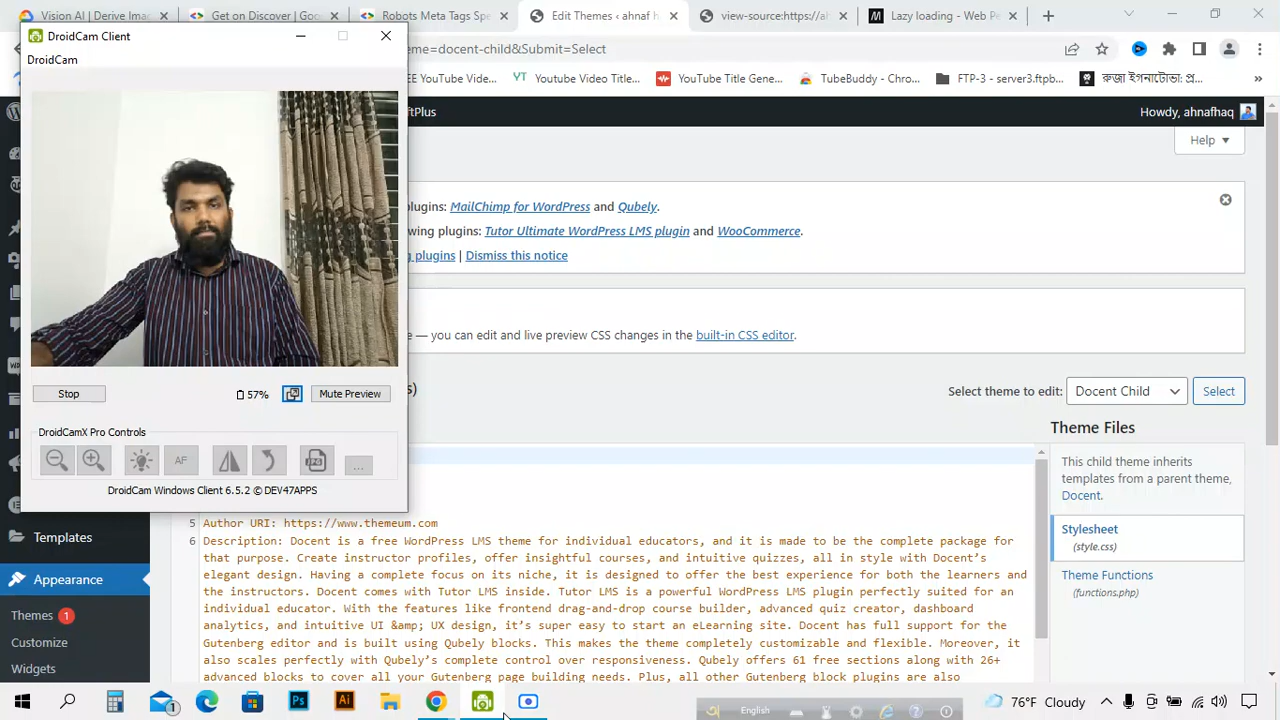 AI | Derive Imag
Get on Discover | Goog
Robots Meta Tags Spe
Edit Themes ‹ ahnaf h
view-source:https://ah
Lazy loading - Web Pe
DroidCam Client
eme=docent-child&Submit=Select
DroidCam
EE YouTube Vide...
YT
Youtube Video Title...
YouTube Title Gene...
TubeBuddy - Chro...
FTP-3 - server3.ftpb...
ftPlus
Howdy, ahnafhaq
Help
lugins: MailChimp for WordPress and Qubely.
wing plugins: Tutor Ultimate WordPress LMS plugin and WooCommerce.
g plugins | Dismiss this notice
e — you can edit and live preview CSS changes in the built-in CSS editor.
s)
Select theme to edit:
Docent Child
Select
Stop
57%
Mute Preview
DroidCamX Pro Controls
AF
JPG
...
DroidCam Windows Client 6.5.2 © DEV47APPS
Theme Files
This child theme inherits
templates from a parent theme,
Docent.
Stylesheet
(style.css)
Theme Functions
(functions.php)
5 Author URI: https://www.themeum.com
6 Description: Docent is a free WordPress LMS theme for individual educators, and it is made to be the complete package for
that purpose. Create instructor profiles, offer insightful courses, and intuitive quizzes, all in style with Docent’s
elegant design. Having a complete focus on its niche, it is designed to offer the best experience for both the learners and
the instructors. Docent comes with Tutor LMS inside. Tutor LMS is a powerful WordPress LMS plugin perfectly suited for an
individual educator. With the features like frontend drag-and-drop course builder, advanced quiz creator, dashboard
analytics, and intuitive UI &amp; UX design, it’s super easy to start an eLearning site. Docent has full support for the
Gutenberg editor and is built using Qubely blocks. This makes the theme completely customizable and flexible. Moreover, it
also scales perfectly with Qubely’s complete control over responsiveness. Qubely offers 61 free sections along with 26+
advanced blocks to cover all your Gutenberg page building needs. Plus, all other Gutenberg block plugins are also
Templates
Appearance
Themes 1
Customize
Widgets
1
Ps
Ai
English
76°F Cloudy